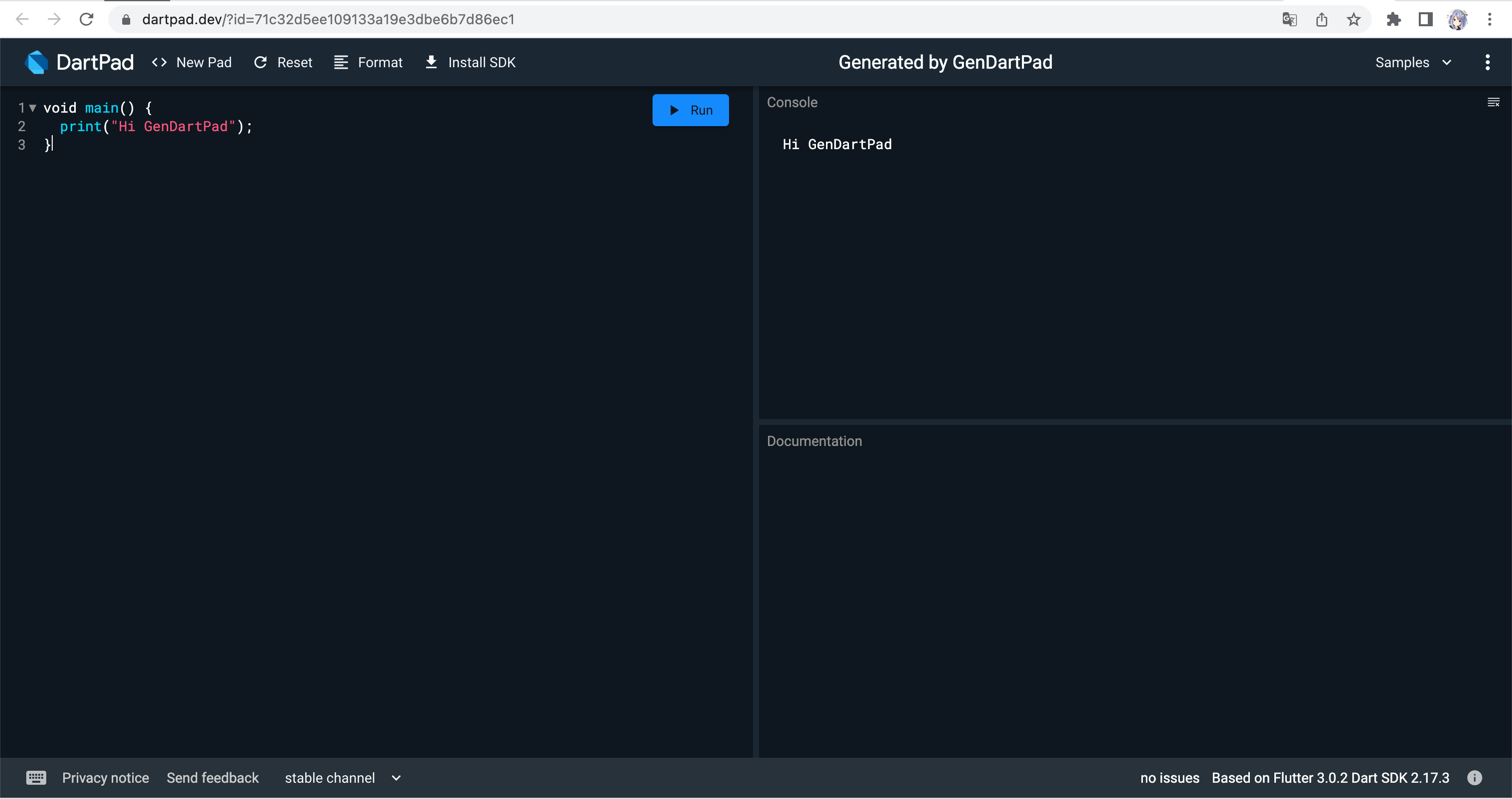 dartpad.dev/?id=71c32d5ee109133a19e3dbe6b7d86ec1
DartPad <> New Pad Reset Format Install SDK Generated by GenDartPad Samples
1 void main() {
2 print("Hi GenDartPad");
3 }
Run
Console
Hi GenDartPad
Documentation
Privacy notice Send feedback stable channel no issues Based on Flutter 3.0.2 Dart SDK 2.17.3